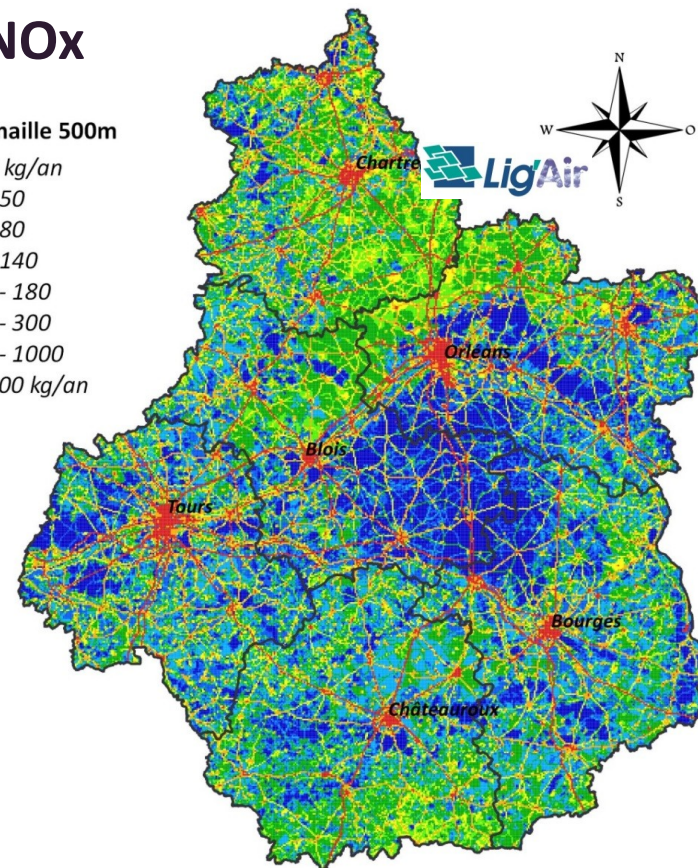 NOx
maille 500m
kg/an
50
80
140
- 180
- 300
- 1000
00 kg/an
N
W
O
S
Chartre
Lig'Air
Orléans
Blois
Tours
Bourges
Châteauroux